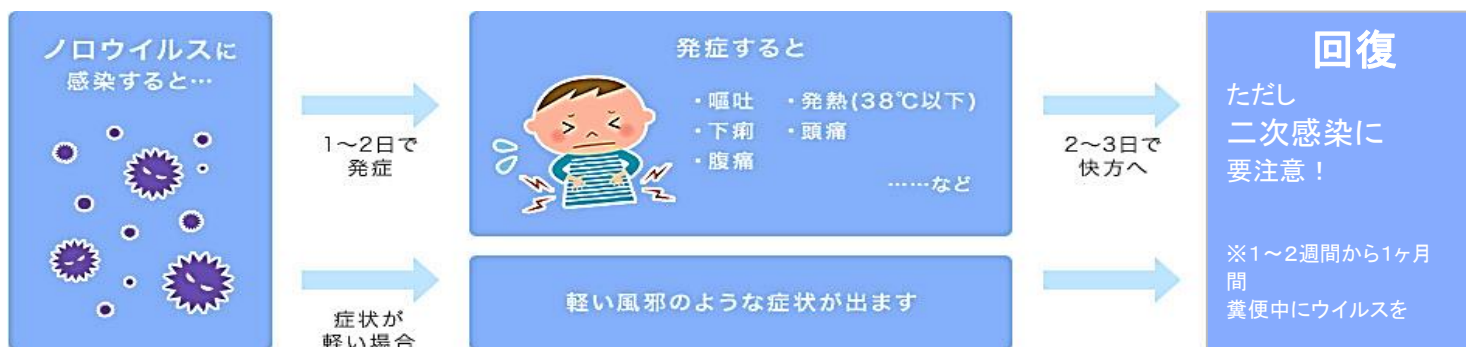 ノロウイルスに
感染すると…
1～2日で
発症
症状が
軽い場合
発症すると
・嘔吐 ・発熱(38℃以下)
・下痢 ・頭痛
・腹痛
……など
軽い風邪のような症状が出ます
2～3日で
快方へ
回復
ただし
二次感染に
要注意！
※1～2週間から1ヶ月
間
糞便中にウイルスを